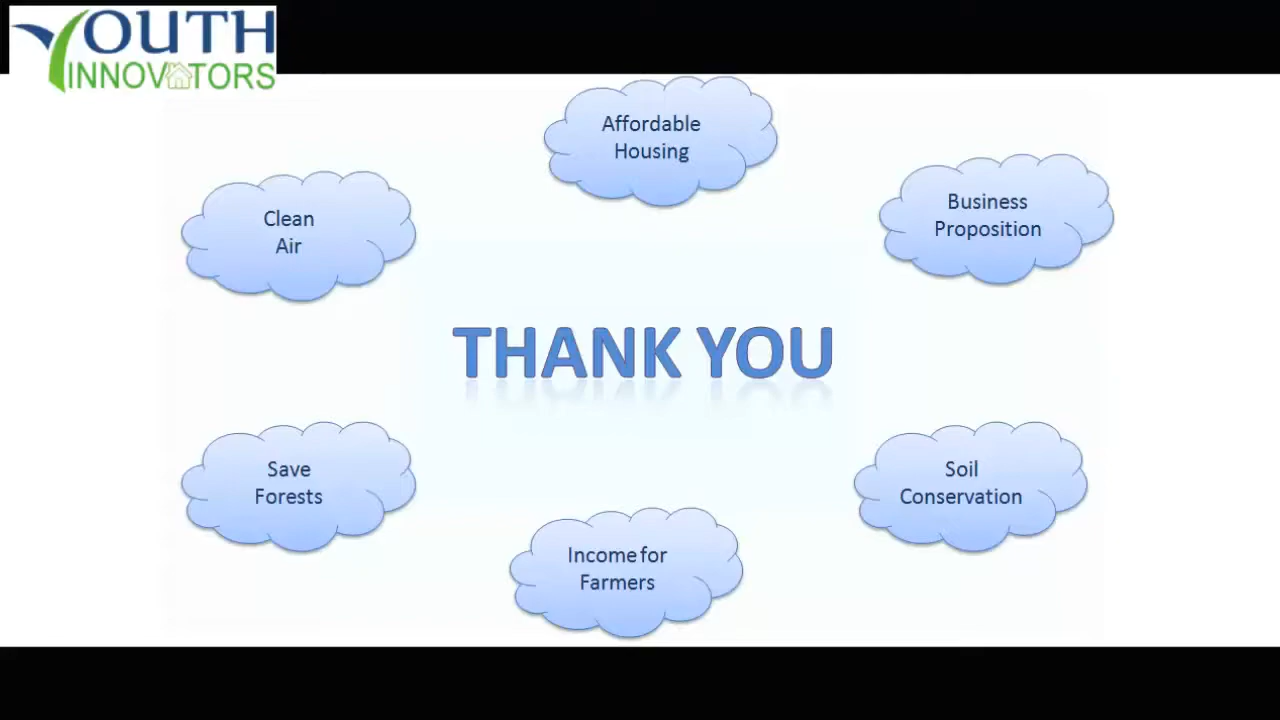 YOUTH
INNOVATORS
Affordable
Housing
Business
Proposition
Clean
Air
THANK YOU
Save
Forests
Soil
Conservation
Income for
Farmers